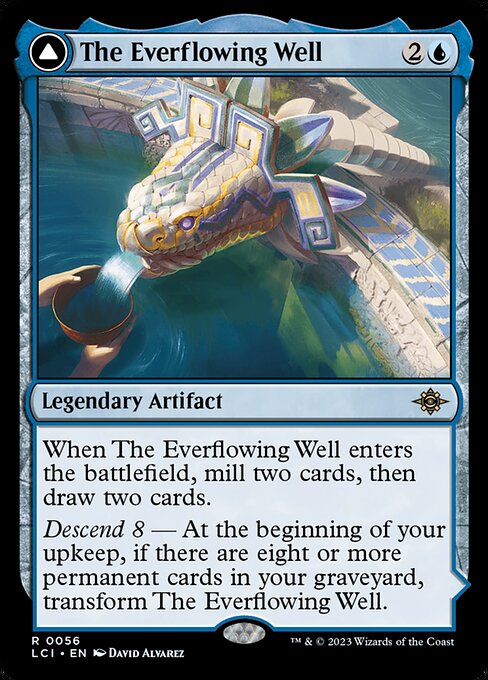 The Everflowing Well 2
Legendary Artifact
When The Everflowing Well enters
the battlefield, mill two cards, then
draw two cards.
Descend 8 — At the beginning of your
upkeep, if there are eight or more
permanent cards in your graveyard,
transform The Everflowing Well.
R 0056
LCI • EN David Alvarez
™ & © 2023 Wizards of the Coast